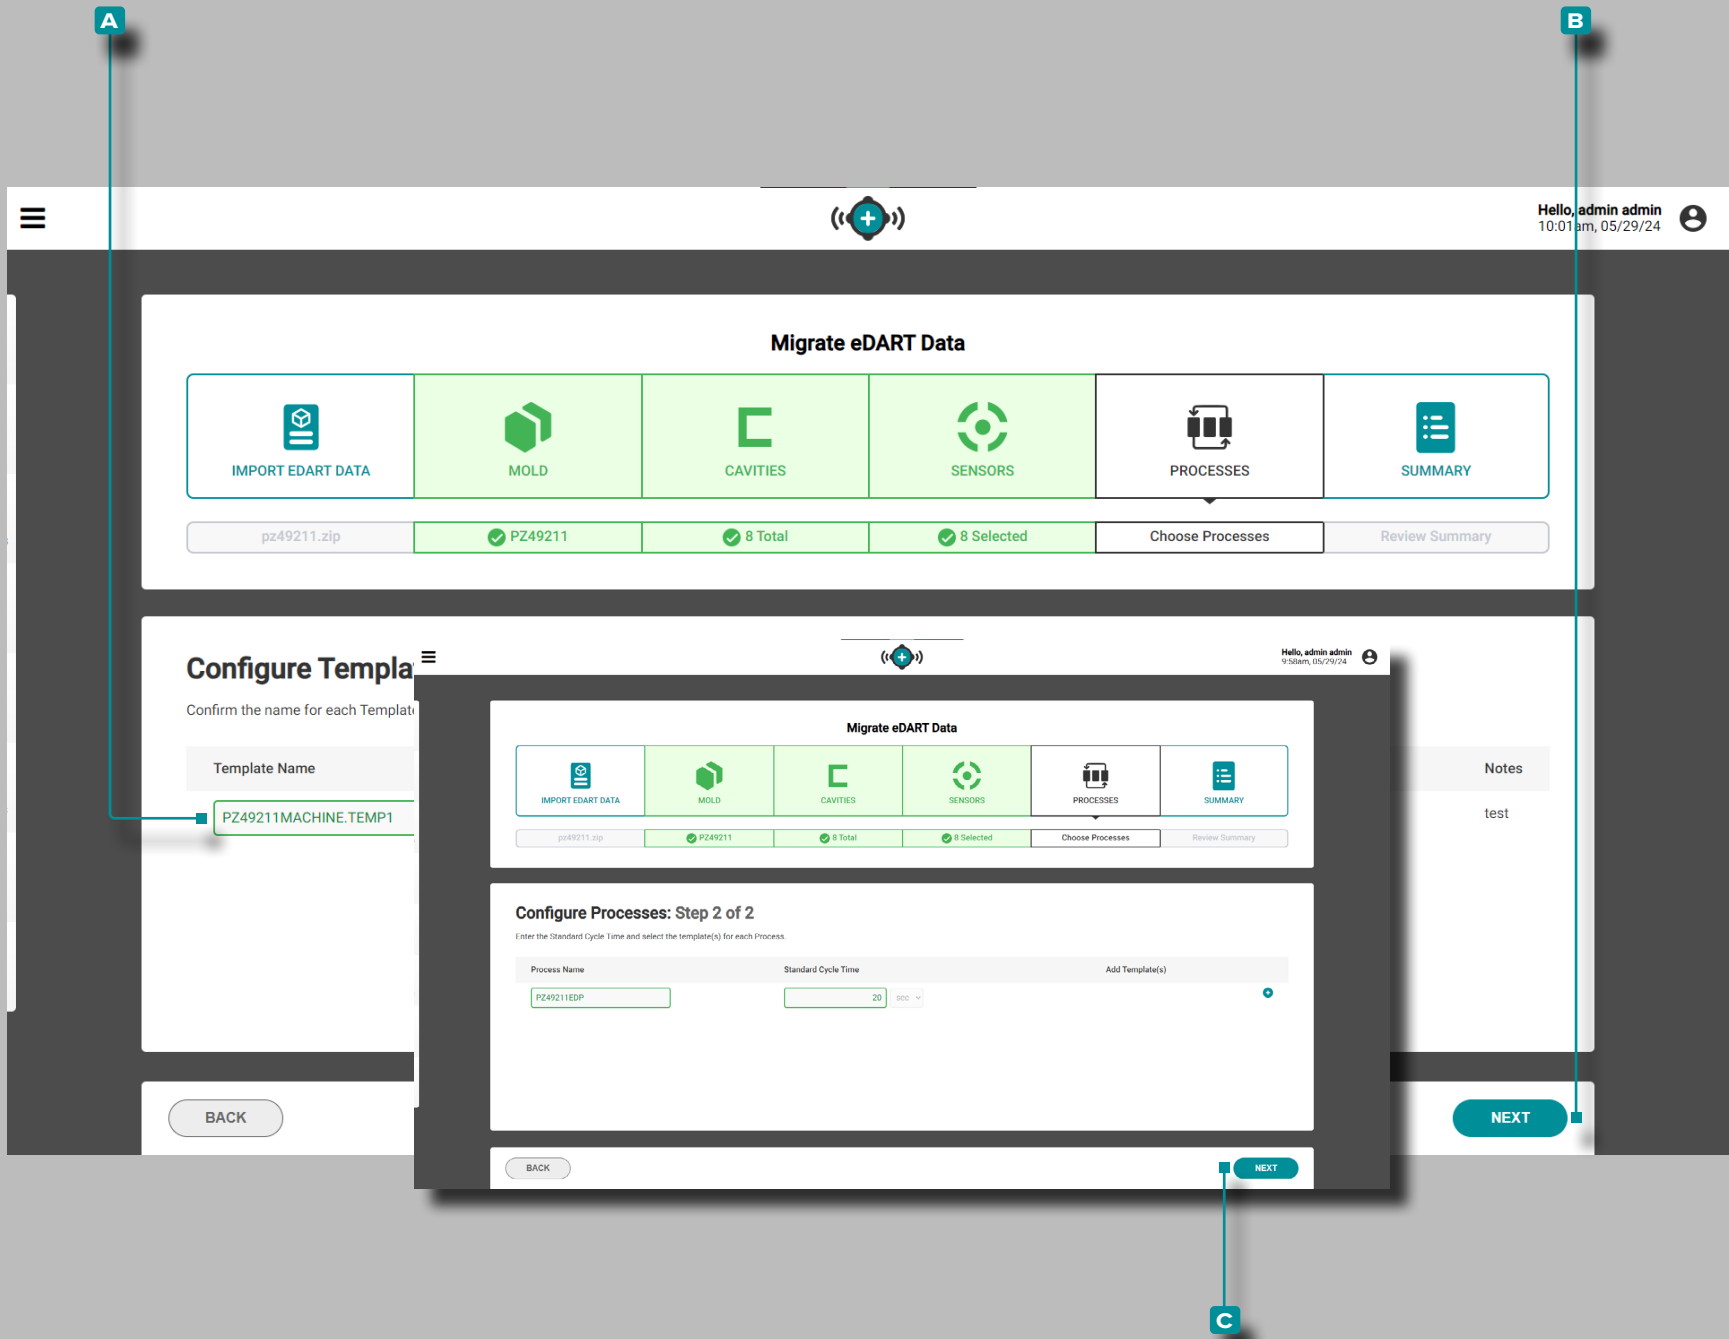 A
B
Hello, admin admin
10:01am, 05/29/24
Migrate eDART Data
IMPORT EDART DATA
MOLD
CAVITIES
SENSORS
PROCESSES
SUMMARY
pz49211.zip
PZ49211
8 Total
8 Selected
Choose Processes
Review Summary
Configure Templa
Confirm the name for each Template
Template Name
Notes
PZ49211MACHINE.TEMP1
test
BACK
NEXT
Hello, admin admin
9:58am, 05/29/24
Migrate eDART Data
IMPORT EDART DATA
MOLD
CAVITIES
SENSORS
PROCESSES
SUMMARY
pz49211.zip
PZ49211
8 Total
8 Selected
Choose Processes
Review Summary
Configure Processes: Step 2 of 2
Enter the Standard Cycle Time and select the template(s) for each Process.
Process Name
Standard Cycle Time
Add Template(s)
PZ49211EDP
20
sec
BACK
NEXT
C